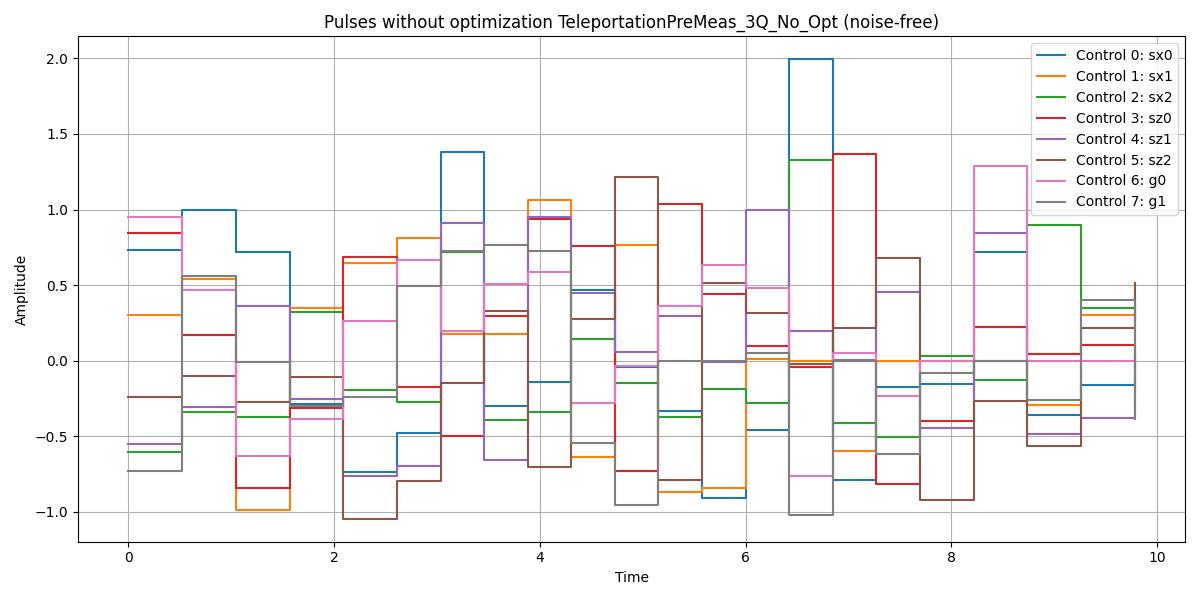 Pulses without optimization TeleportationPreMeas_3Q_No_Opt (noise-free)
Control 0: sx0
Control 1: sx1
Control 2: sx2
Control 3: sz0
Control 4: sz1
Control 5: sz2
Control 6: g0
Control 7: g1
Amplitude
2.0
1.5
1.0
0.5
0.0
−0.5
−1.0
0 2 4 6 8 10
Time